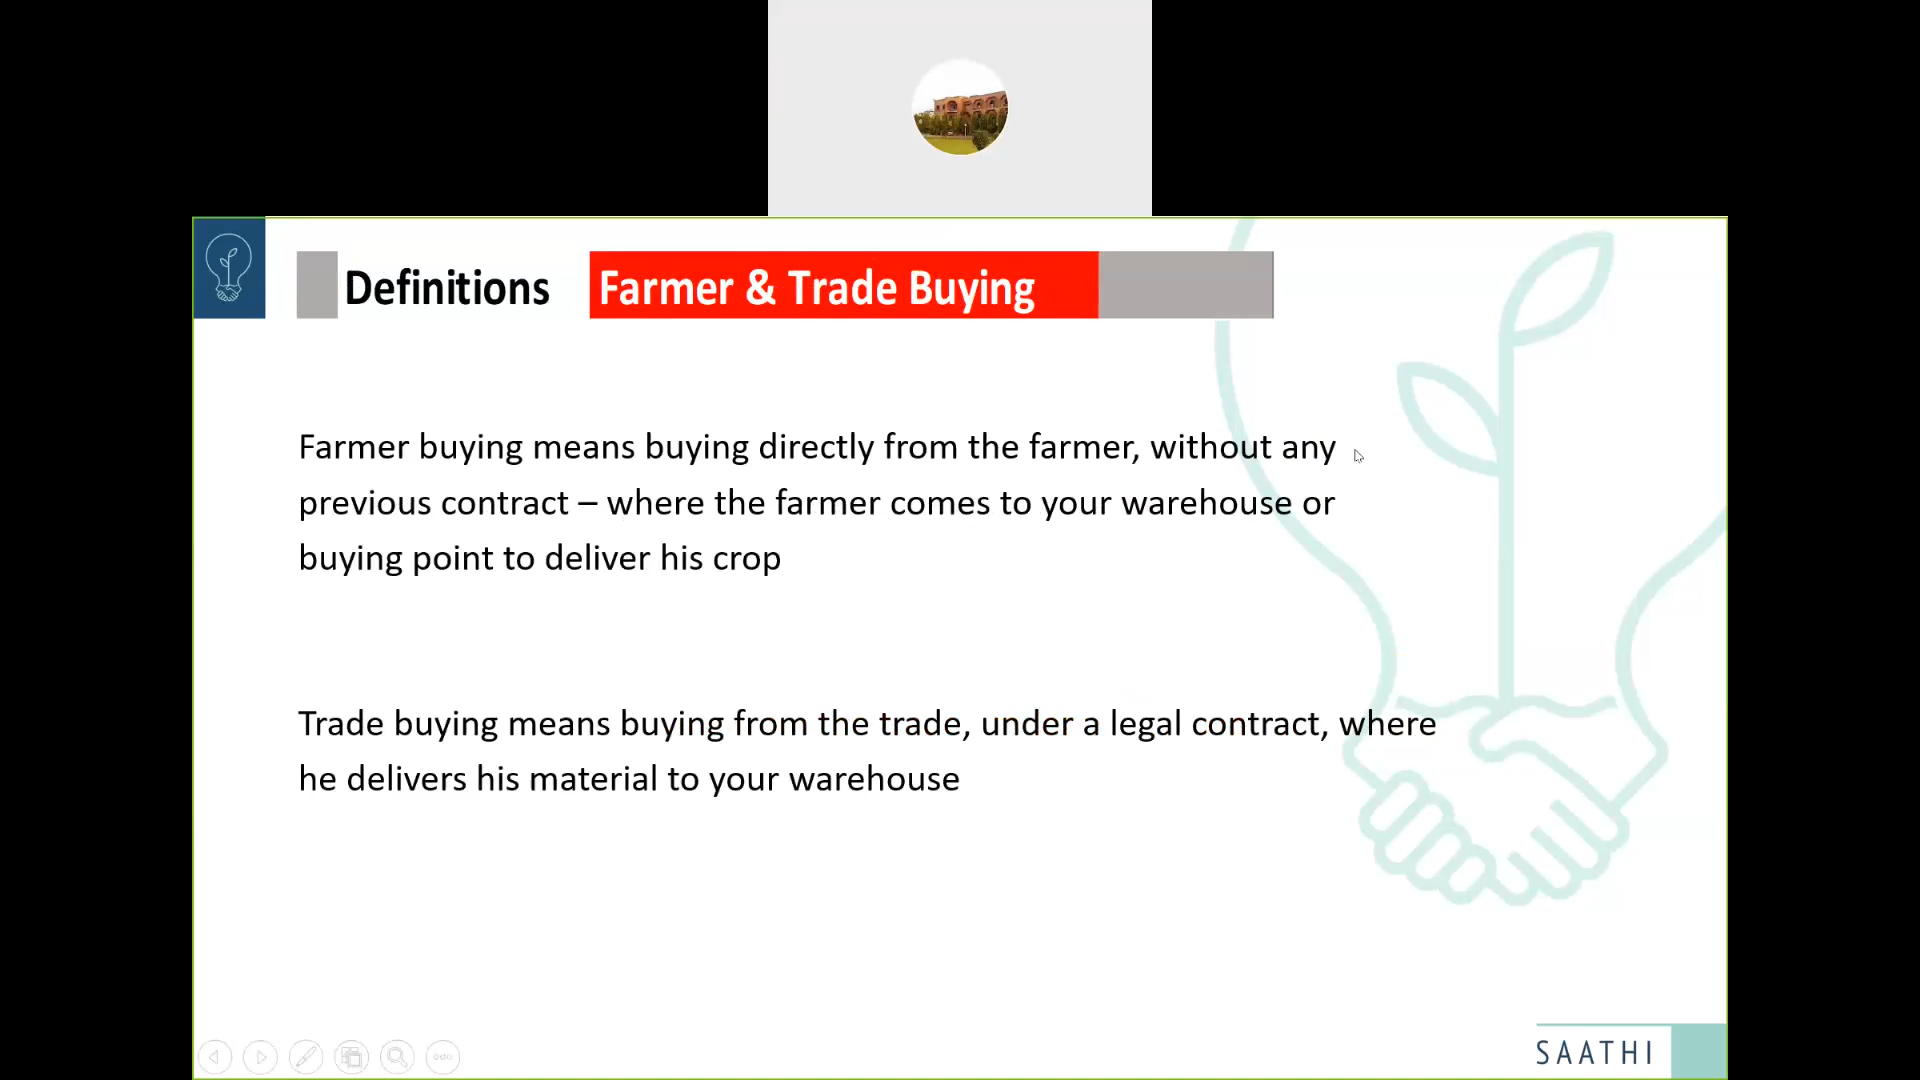 Definitions Farmer & Trade Buying
Farmer buying means buying directly from the farmer, without any
previous contract – where the farmer comes to your warehouse or
buying point to deliver his crop
Trade buying means buying from the trade, under a legal contract, where
he delivers his material to your warehouse
SAATHI